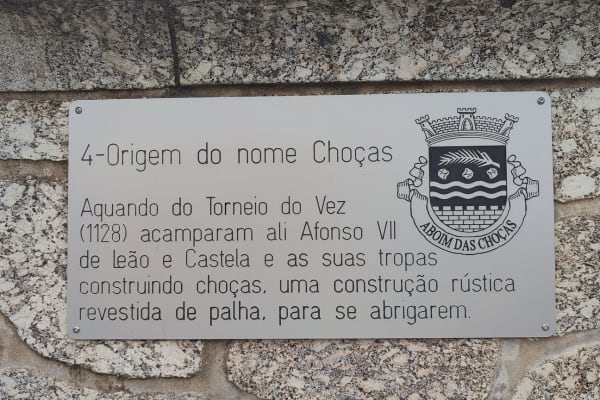 4-Origem do nome Choças
Aquando do Torneio do Vez
(1128) acamparam ali Afonso VII
de Leão e Castela e as suas tropas
construindo choças, uma construção rústica
revestida de palha, para se abrigarem.
ABOIM DAS CHOÇAS